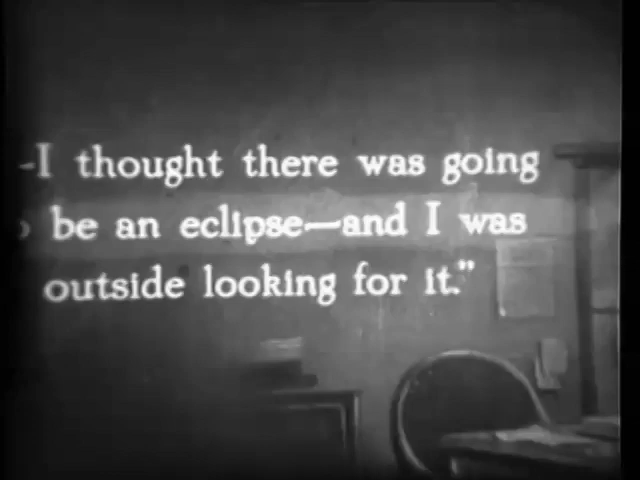 -I thought there was going
be an eclipse—and I was
outside looking for it."